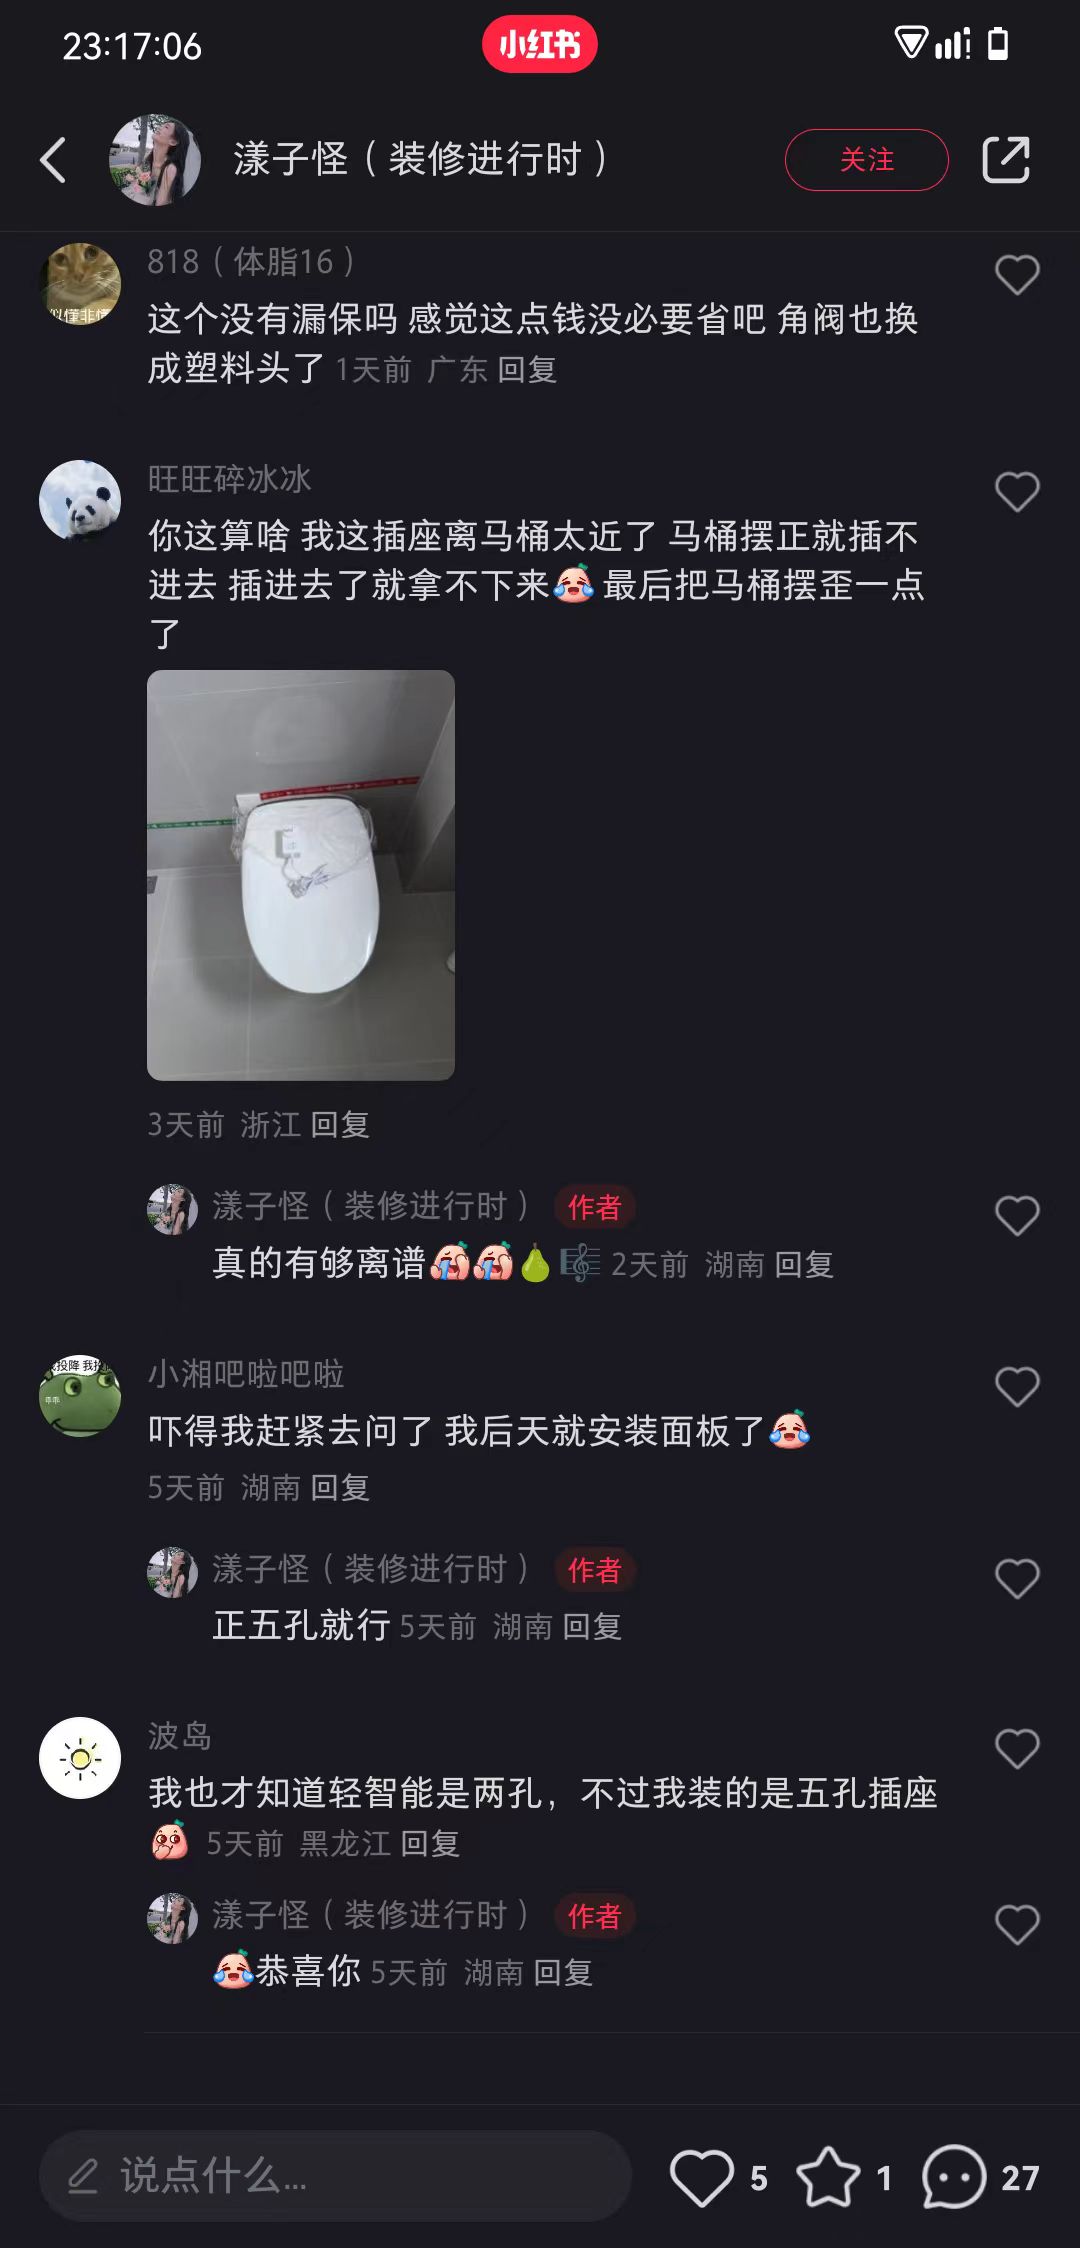 23:17:06
小红书
漾子怪（装修进行时）
关注
818（体脂16）
这个没有漏保吗 感觉这点钱没必要省吧 角阀也换
成塑料头了 1天前 广东 回复
旺旺碎冰冰
你这算啥 我这插座离马桶太近了 马桶摆正就插不
进去 插进去了就拿不下来😂 最后把马桶摆歪一点
了
3天前 浙江 回复
漾子怪（装修进行时） 作者
真的有够离谱😭😭🍐🎼 2天前 湖南 回复
小湘吧啦吧啦
吓得我赶紧去问了 我后天就安装面板了😂
5天前 湖南 回复
漾子怪（装修进行时） 作者
正五孔就行 5天前 湖南 回复
波岛
我也才知道轻智能是两孔，不过我装的是五孔插座
🤭 5天前 黑龙江 回复
漾子怪（装修进行时） 作者
😂恭喜你 5天前 湖南 回复
说点什么...
5 1 27